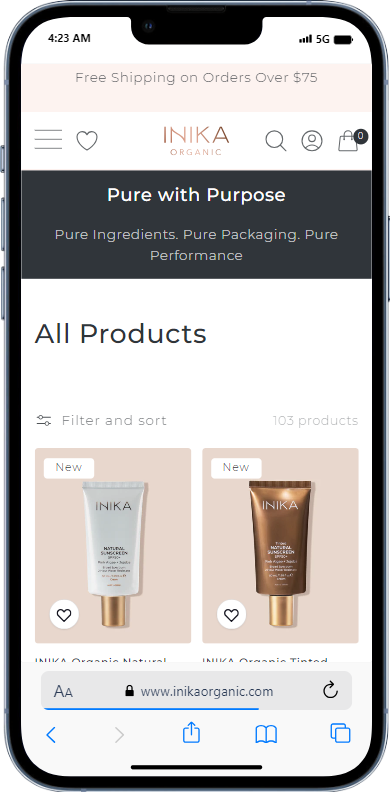 4:23 AM
5G
Free Shipping on Orders Over $75
INIKA
ORGANIC
0
Pure with Purpose
Pure Ingredients. Pure Packaging. Pure
Performance
All Products
Filter and sort
103 products
New
New
INIKA
NATURAL
SUNSCREEN
INIKA
NATURAL
SUNSCREEN
INIKA Organic Natural
INIKA Organic Tinted
AA
www.inikaorganic.com